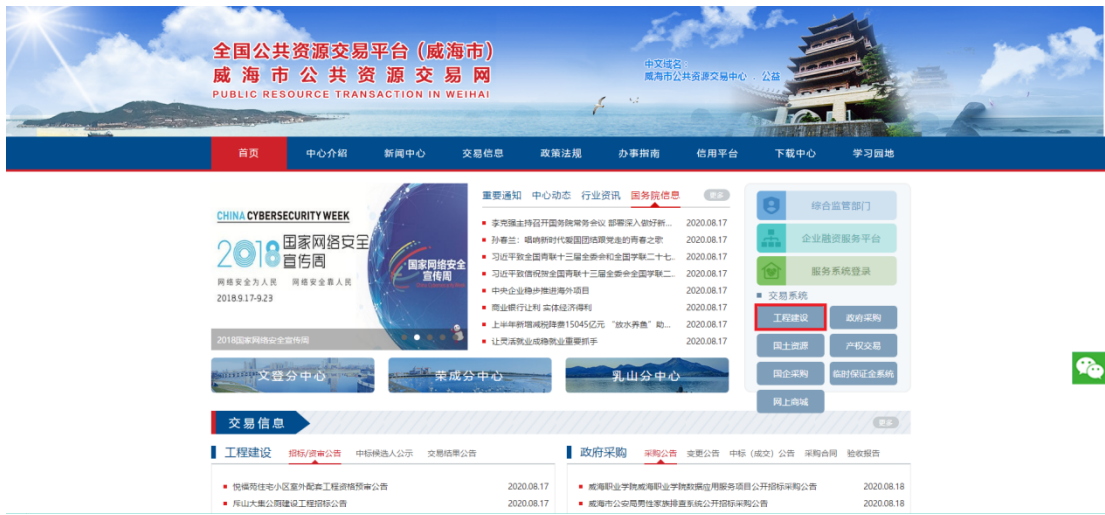 全国公共资源交易平台（威海市）
威海市公共资源交易网
PUBLIC RESOURCE TRANSACTION IN WEIHAI
中文域名：
威海市公共资源交易中心 . 公益
首页 中心介绍 新闻中心 交易信息 政策法规 办事指南 信用平台 下载中心 学习园地
CHINA CYBERSECURITY WEEK
2018 国家网络安全宣传周
网络安全为人民 网络安全靠人民
2018.9.17-9.23
国家网络安全
宣传周
2018国家网络安全宣传周
重要通知 中心动态 行业资讯 国务院信息 更多
李克强主持召开国务院常务会议 部署深入做好新... 2020.08.17
孙春兰：唱响新时代爱国团结跟党走的青春之歌 2020.08.17
习近平致全国青联十三届全委会和全国学联二十七.. 2020.08.17
习近平致信祝贺全国青联十三届全委会全国学联二.. 2020.08.17
中央企业稳步推进海外项目 2020.08.17
商业银行让利 实体经济得利 2020.08.17
上半年新增减税降费15045亿元 “放水养鱼”助... 2020.08.17
让灵活就业成稳就业重要抓手 2020.08.17
综合监管部门
企业融资服务平台
服务系统登录
交易系统
工程建设 政府采购
国土资源 产权交易
国企采购 临时保证金系统
网上商城
文登分中心 荣成分中心 乳山分中心
交易信息 更多
工程建设 招标/资审公告 中标候选人公示 交易结果公告
悦福苑住宅小区室外配套工程资格预审公告 2020.08.17
斥山大集公厕建设工程招标公告 2020.08.17
政府采购 采购公告 变更公告 中标（成交）公告 采购合同 验收报告
威海职业学院威海职业学院数据应用服务项目公开招标采购公告 2020.08.18
威海市公安局男性家族排查系统公开招标采购公告 2020.08.18